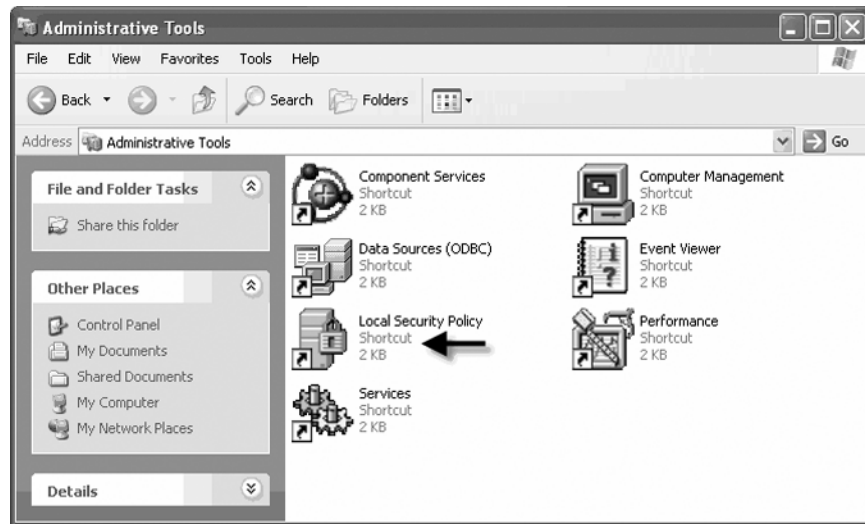 Administrative Tools
File Edit View Favorites Tools Help
Back Search Folders
Address Administrative Tools Go
File and Folder Tasks
Share this folder
Other Places
Control Panel
My Documents
Shared Documents
My Computer
My Network Places
Details
Component Services
Shortcut
2 KB
Computer Management
Shortcut
2 KB
Data Sources (ODBC)
Shortcut
2 KB
Event Viewer
Shortcut
2 KB
Local Security Policy
Shortcut
2 KB
Performance
Shortcut
2 KB
Services
Shortcut
2 KB